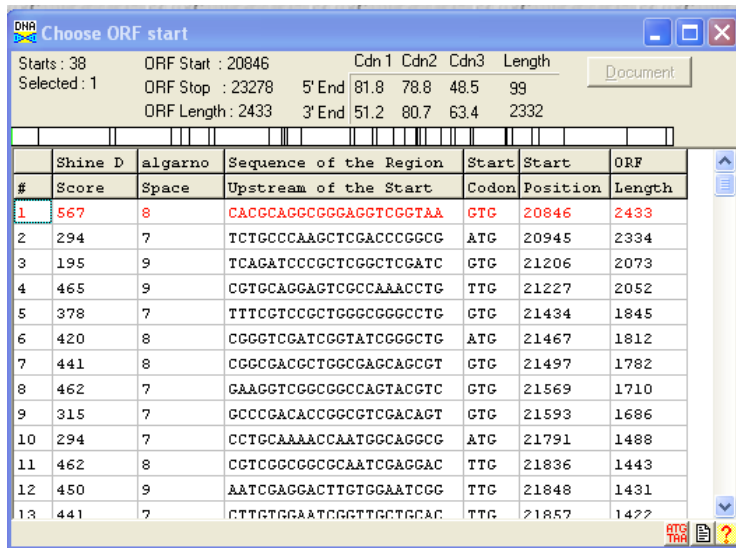 DNA Choose ORF start
Starts : 38 ORF Start : 20846 Cdn 1 Cdn2 Cdn3 Length Document
Selected : 1 ORF Stop : 23278 5' End 81.8 78.8 48.5 99
ORF Length : 2433 3' End 51.2 80.7 63.4 2332
Shine D algarno Sequence of the Region Start Start ORF
# Score Space Upstream of the Start Codon Position Length
1 567 8 CACGCAGGCGGGAGGTCGGTAA GTG 20846 2433
2 294 7 TCTGCCCAAGCTCGACCCGGCG ATG 20945 2334
3 195 9 TCAGATCCCGCTCGGCTCGATC GTG 21206 2073
4 465 9 CGTGCAGGAGTCGCCAAACCTG TTG 21227 2052
5 378 7 TTTCGTCCGCTGGGCGGGCCTG GTG 21434 1845
6 420 8 CGGGTCGATCGGTATCGGGCTG ATG 21467 1812
7 441 8 CGGCGACGCTGGCGAGCAGCGT GTG 21497 1782
8 462 7 GAAGGTCGGCGGCCAGTACGTC GTG 21569 1710
9 315 7 GCCCGACACCGGCGTCGACAGT GTG 21593 1686
10 294 7 CCTGCAAAACCAATGGCAGGCG ATG 21791 1488
11 462 8 CGTCGGCGGCGCAATCGAGGAC TTG 21836 1443
12 450 9 AATCGAGGACTTGTGGAATCGG TTG 21848 1431
13 441 7 CTTGTGGAATCGGTTGCTGCAC TTG 21857 1422
ATG
TAA ?